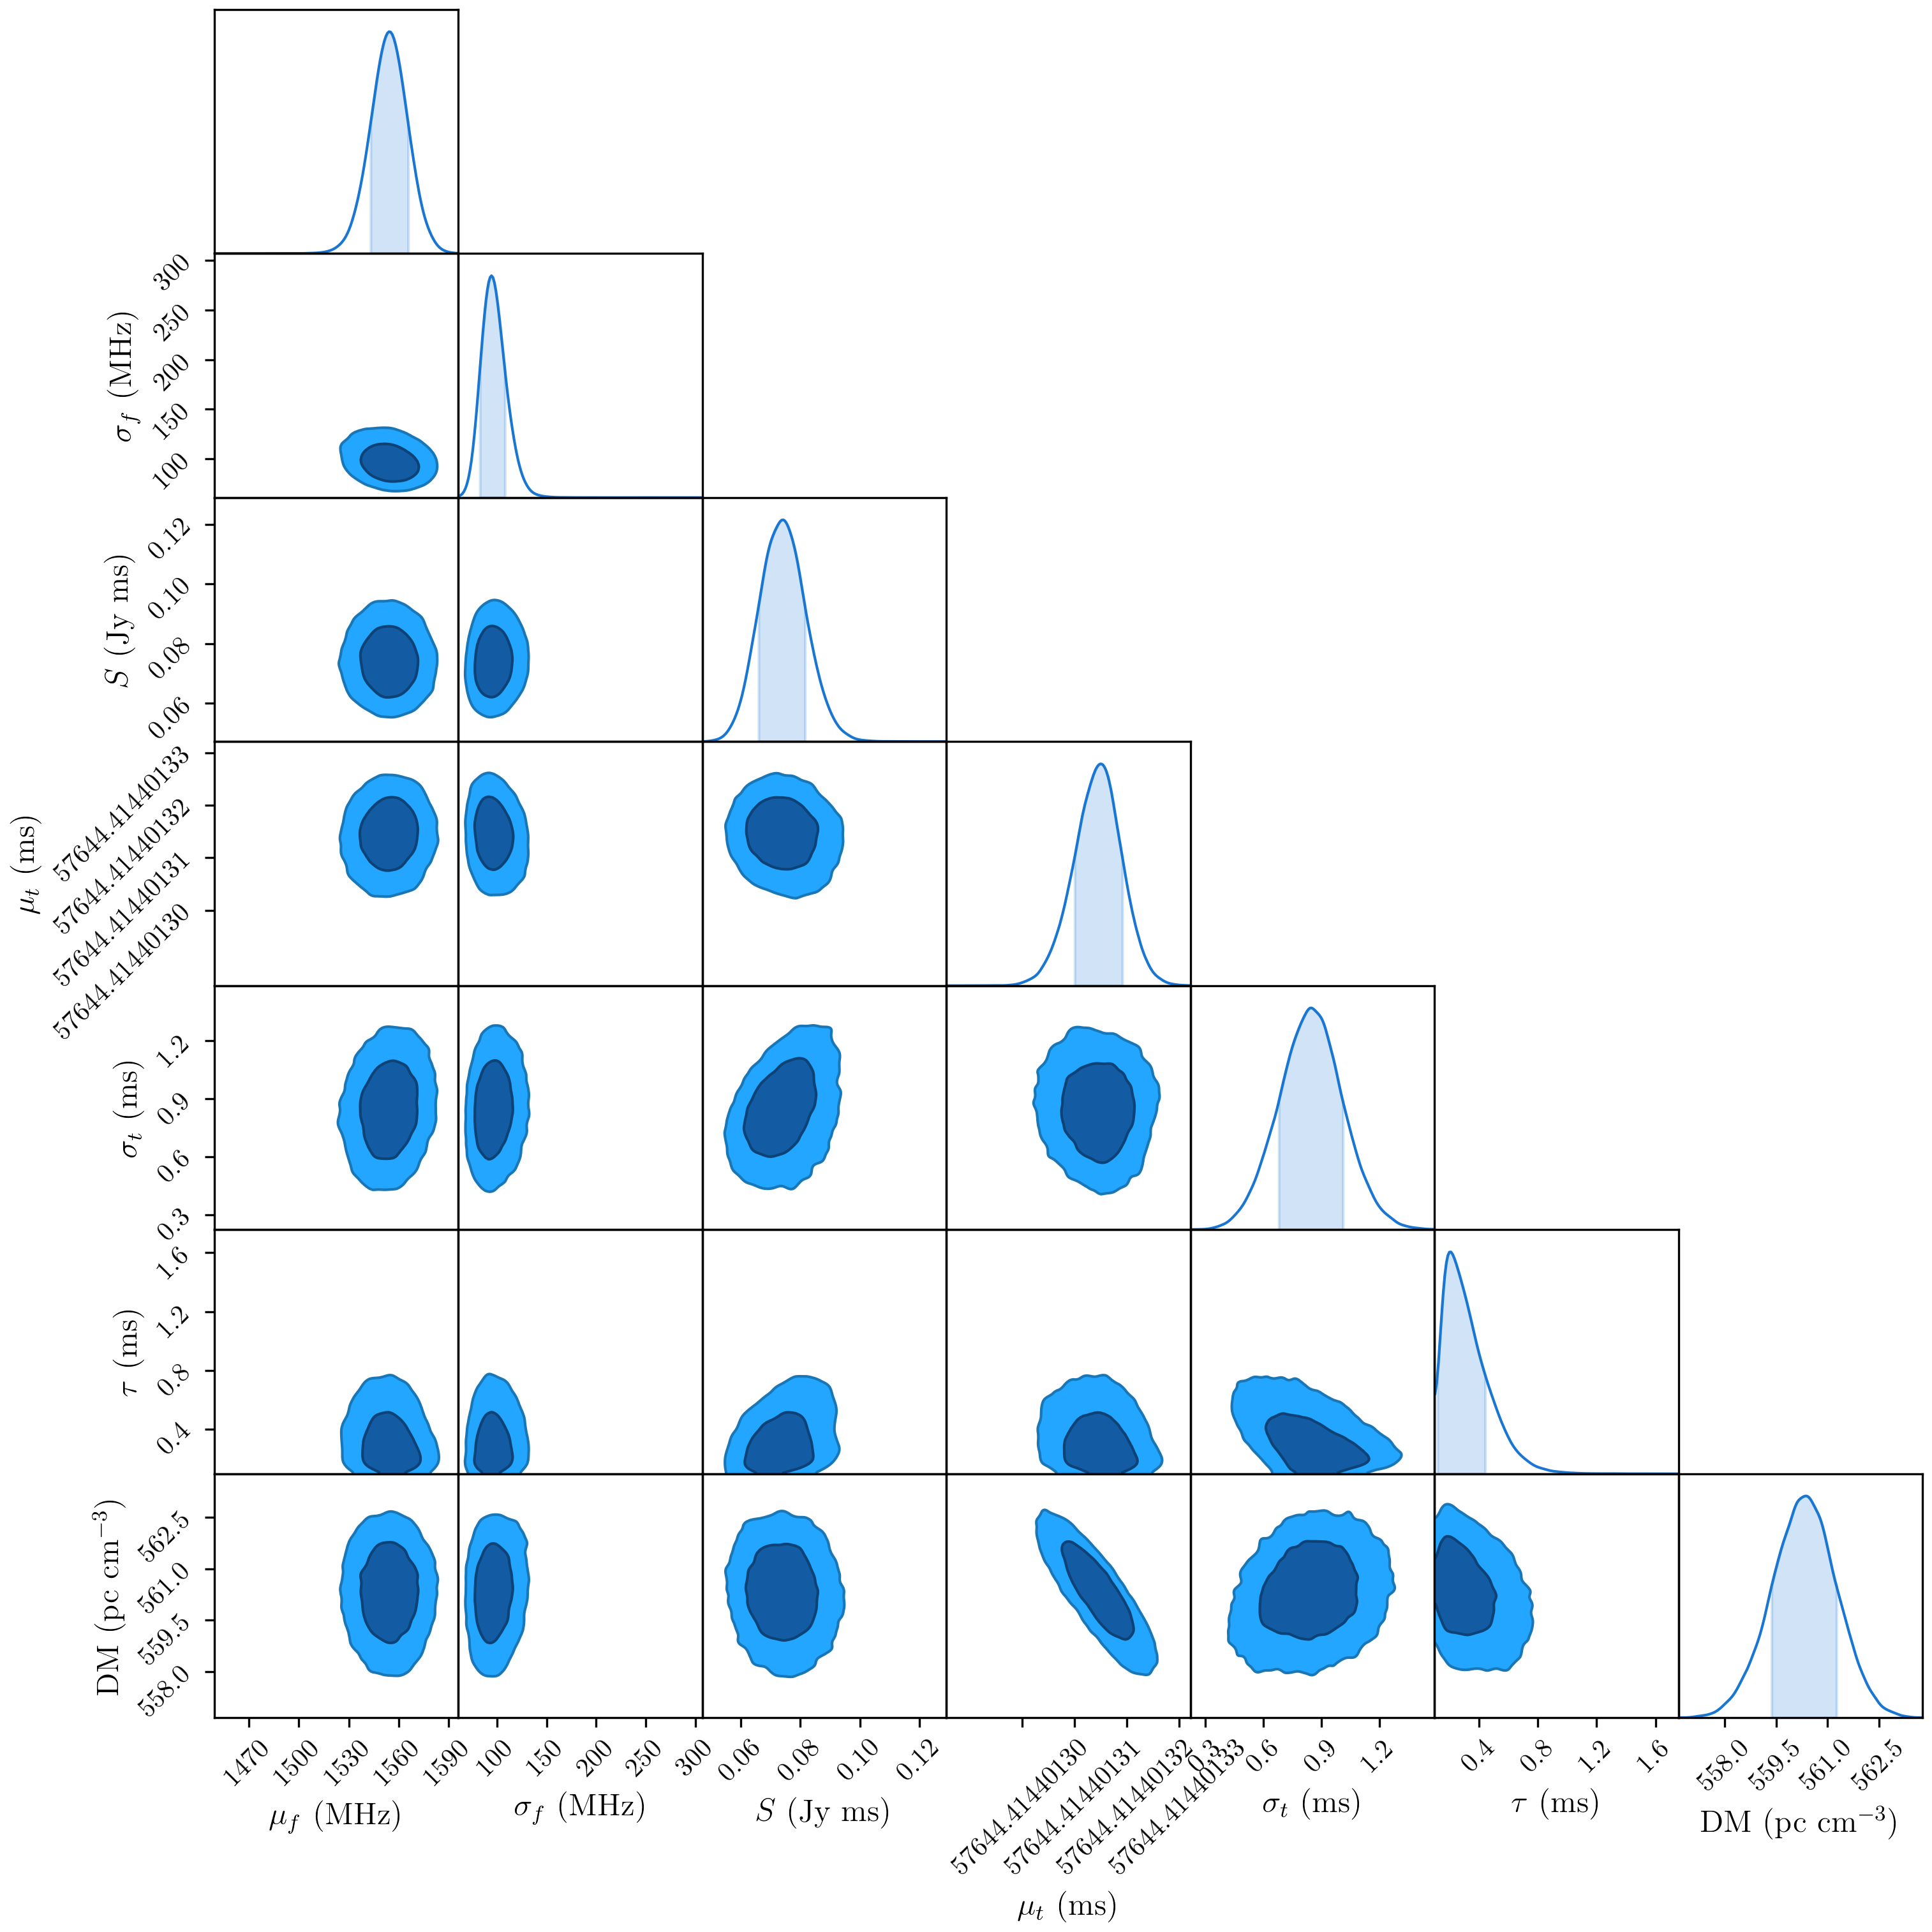 300
250
200
150
100
σ_f (MHz)
0.12
0.10
0.08
0.06
S (Jy ms)
57644.41440133
57644.41440132
57644.41440131
57644.41440130
μ_t (ms)
1.2
0.9
0.6
0.3
σ_t (ms)
1.6
1.2
0.8
0.4
τ (ms)
562.5
561.0
559.5
558.0
DM (pc cm⁻³)
1470 1500 1530 1560 1590
μ_f (MHz)
100 150 200 250 300
σ_f (MHz)
0.06 0.08 0.10 0.12
S (Jy ms)
57644.41440130 57644.41440131 57644.41440132 57644.41440133
μ_t (ms)
0.3 0.6 0.9 1.2
σ_t (ms)
0.4 0.8 1.2 1.6
τ (ms)
558.0 559.5 561.0 562.5
DM (pc cm⁻³)